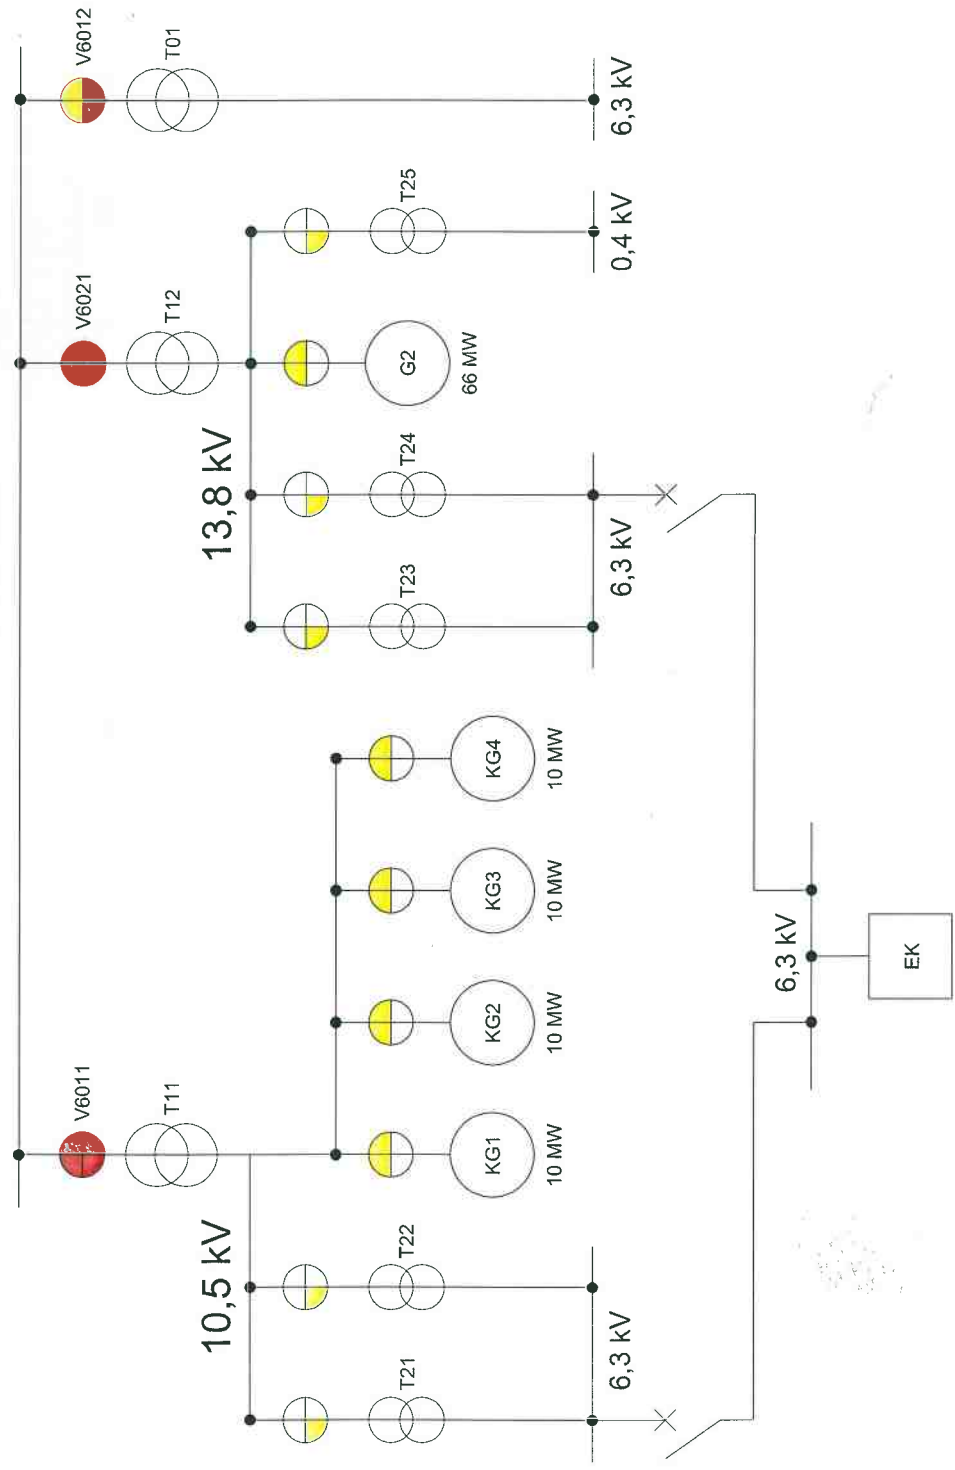 V6011
V6021
V6012
T11
T12
T01
10,5 kV
13,8 kV
T21
T22
T23
T24
T25
KG1
KG2
KG3
KG4
G2
10 MW
10 MW
10 MW
10 MW
66 MW
6,3 kV
6,3 kV
0,4 kV
6,3 kV
6,3 kV
EK